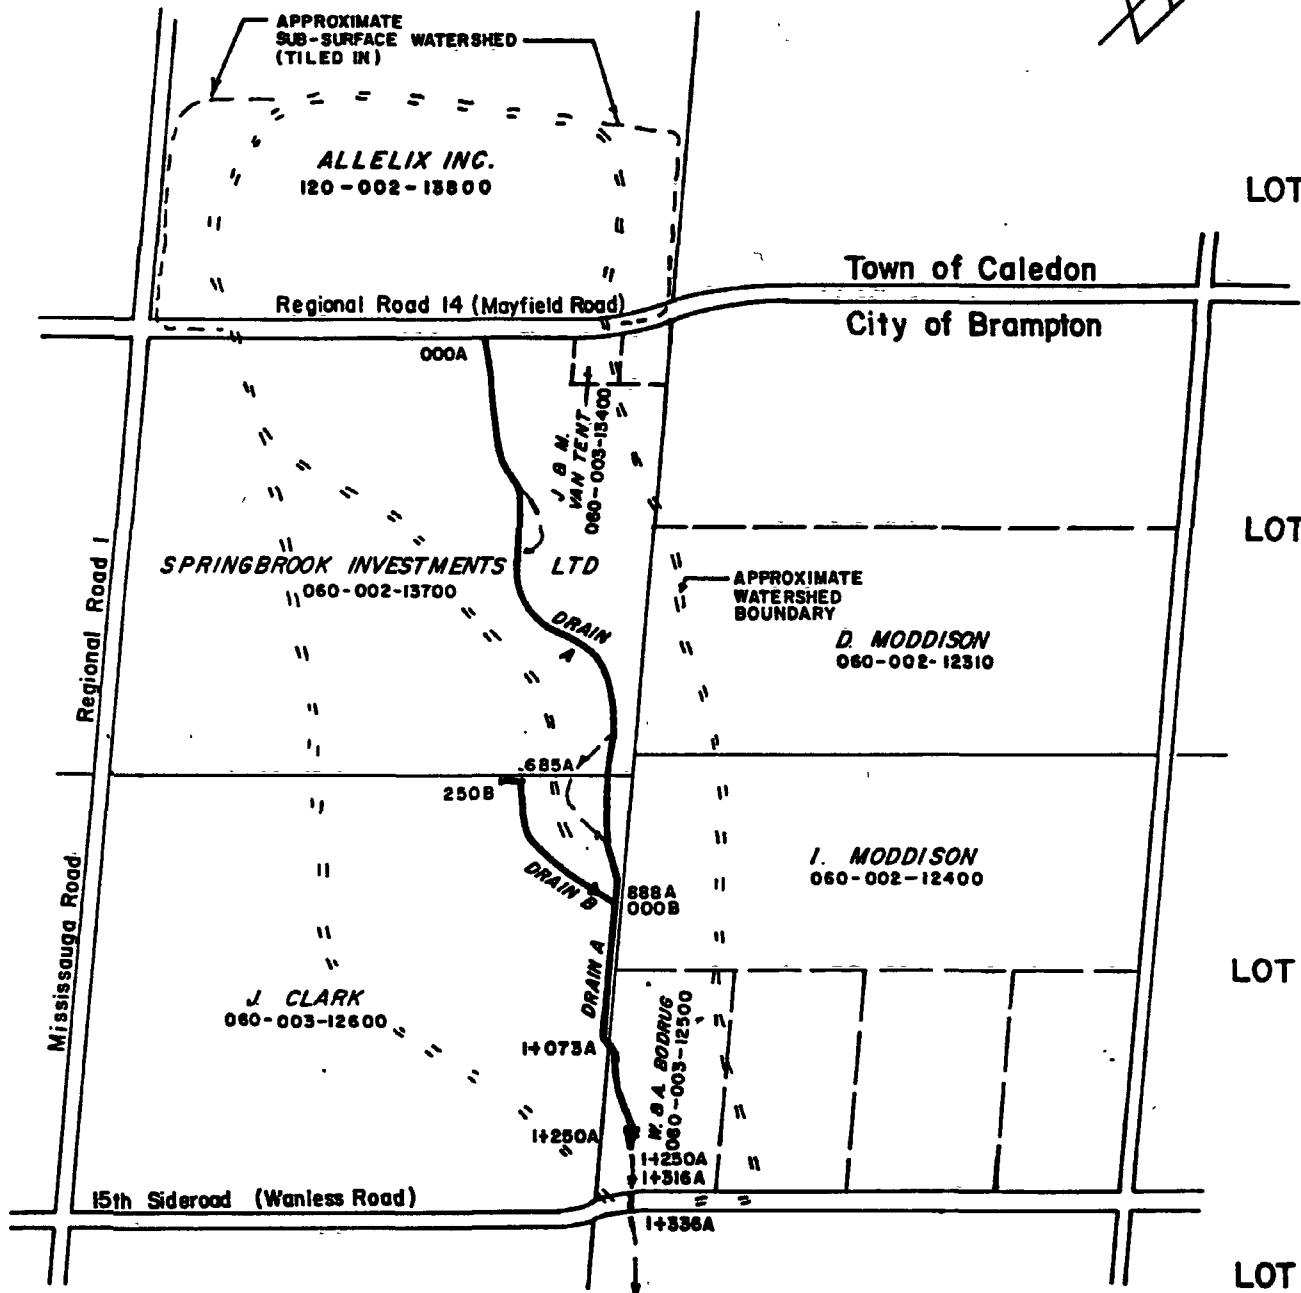 APPROXIMATE
SUB-SURFACE WATERSHED
(TILED IN)
ALLELIX INC.
120-002-13800
LOT
Town of Caledon
Regional Road 14 (Mayfield Road)
City of Brampton
000A
J & M.
VAN TENT
060-003-13400
LOT
SPRINGBROOK INVESTMENTS LTD
060-002-13700
APPROXIMATE
WATERSHED
BOUNDARY
DRAIN
A
D. MODDISON
060-002-12310
Regional Road 1
685A
250B
I. MODDISON
060-002-12400
DRAIN B
888A
000B
Mississauga Road
LOT
DRAIN A
J. CLARK
060-003-12600
W. & A. BODRUG
060-003-12500
1+073A
1+250A
1+250A
1+316A
15th Sideroad (Wanless Road)
1+336A
LOT